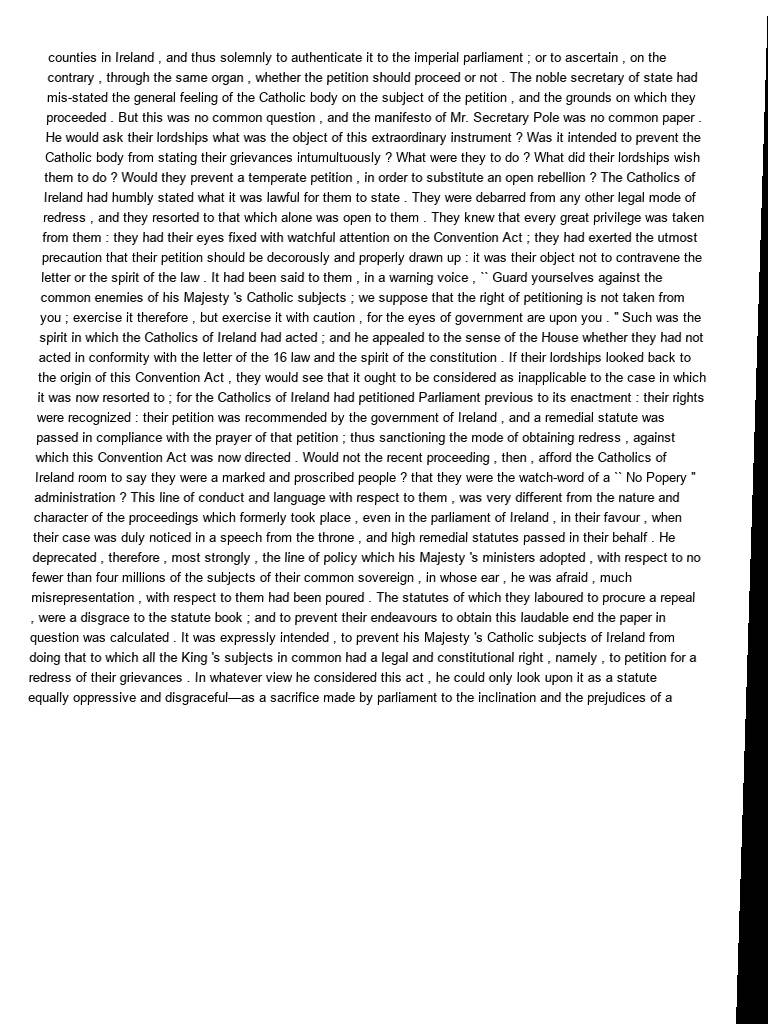 counties in Ireland , and thus solemnly to authenticate it to the imperial parliament ; or to ascertain , on the
contrary , through the same organ , whether the petition should proceed or not . The noble secretary of state had
mis-stated the general feeling of the Catholic body on the subject of the petition , and the grounds on which they
proceeded . But this was no common question , and the manifesto of Mr. Secretary Pole was no common paper .
He would ask their lordships what was the object of this extraordinary instrument ? Was it intended to prevent the
Catholic body from stating their grievances intumultuously ? What were they to do ? What did their lordships wish
them to do ? Would they prevent a temperate petition , in order to substitute an open rebellion ? The Catholics of
Ireland had humbly stated what it was lawful for them to state . They were debarred from any other legal mode of
redress , and they resorted to that which alone was open to them . They knew that every great privilege was taken
from them : they had their eyes fixed with watchful attention on the Convention Act ; they had exerted the utmost
precaution that their petition should be decorously and properly drawn up : it was their object not to contravene the
letter or the spirit of the law . It had been said to them , in a warning voice , `` Guard yourselves against the
common enemies of his Majesty 's Catholic subjects ; we suppose that the right of petitioning is not taken from
you ; exercise it therefore , but exercise it with caution , for the eyes of government are upon you . " Such was the
spirit in which the Catholics of Ireland had acted ; and he appealed to the sense of the House whether they had not
acted in conformity with the letter of the 16 law and the spirit of the constitution . If their lordships looked back to
the origin of this Convention Act , they would see that it ought to be considered as inapplicable to the case in which
it was now resorted to ; for the Catholics of Ireland had petitioned Parliament previous to its enactment : their rights
were recognized : their petition was recommended by the government of Ireland , and a remedial statute was
passed in compliance with the prayer of that petition ; thus sanctioning the mode of obtaining redress , against
which this Convention Act was now directed . Would not the recent proceeding , then , afford the Catholics of
Ireland room to say they were a marked and proscribed people ? that they were the watch-word of a `` No Popery "
administration ? This line of conduct and language with respect to them , was very different from the nature and
character of the proceedings which formerly took place , even in the parliament of Ireland , in their favour , when
their case was duly noticed in a speech from the throne , and high remedial statutes passed in their behalf . He
deprecated , therefore , most strongly , the line of policy which his Majesty 's ministers adopted , with respect to no
fewer than four millions of the subjects of their common sovereign , in whose ear , he was afraid , much
misrepresentation , with respect to them had been poured . The statutes of which they laboured to procure a repeal
, were a disgrace to the statute book ; and to prevent their endeavours to obtain this laudable end the paper in
question was calculated . It was expressly intended , to prevent his Majesty 's Catholic subjects of Ireland from
doing that to which all the King 's subjects in common had a legal and constitutional right , namely , to petition for a
redress of their grievances . In whatever view he considered this act , he could only look upon it as a statute
equally oppressive and disgraceful—as a sacrifice made by parliament to the inclination and the prejudices of a